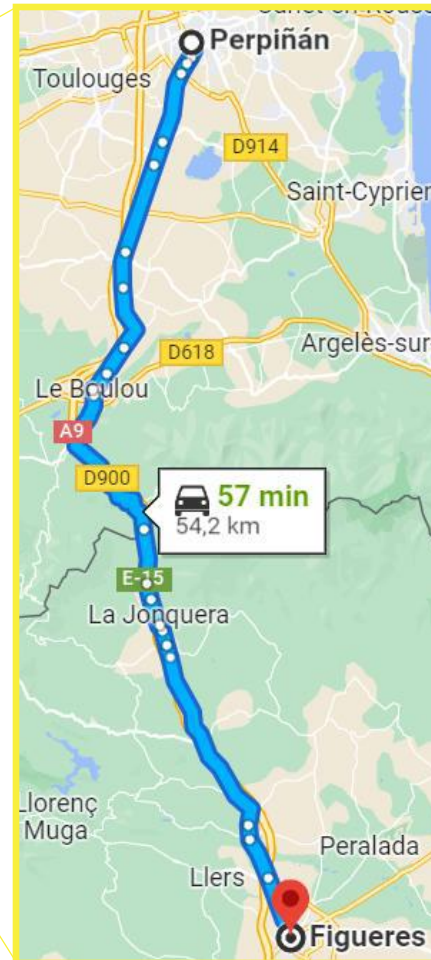 Perpiñán
Toulouges
D914
Saint-Cyprien
D618
Argelès-sur
Le Boulou
A9
D900
57 min
54,2 km
E-15
La Jonquera
Llorenç
Muga
Peralada
Llers
Figueres